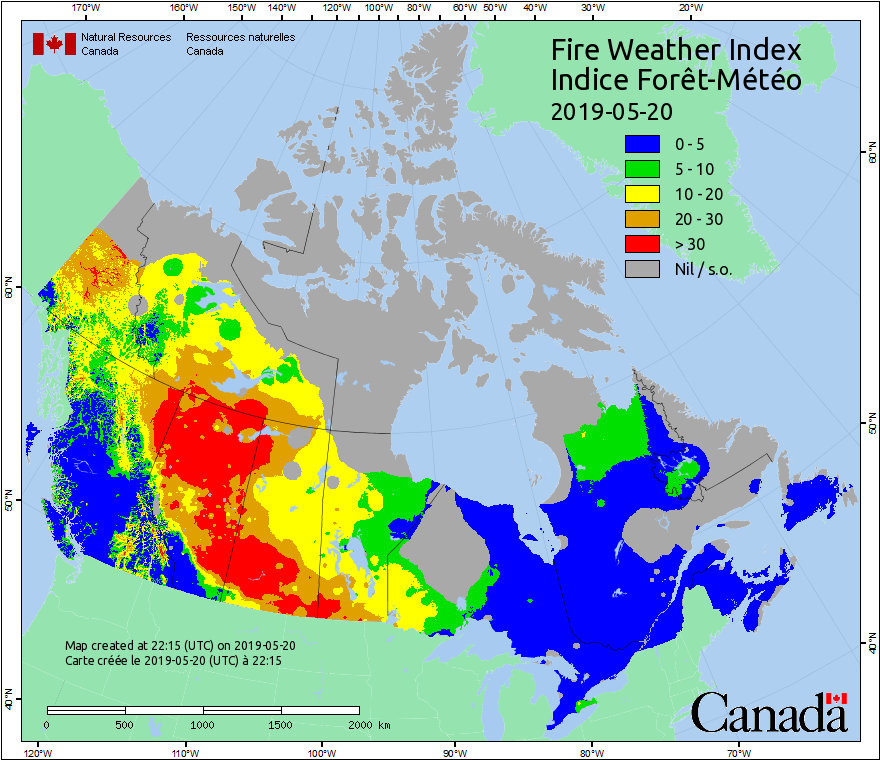 170°W 160°W 150°W 140°W 120°W 100°W 80°W 60°W 50°W 40°W 30°W 20°W
Natural Resources Ressources naturelles
Canada Canada
Fire Weather Index
Indice Forêt-Météo
2019-05-20
0 - 5
5 - 10
10 - 20
20 - 30
> 30
Nil / s.o.
60°N 60°N
50°N 50°N
40°N 40°N
Map created at 22:15 (UTC) on 2019-05-20
Carte créée le 2019-05-20 (UTC) à 22:15
0 500 1000 1500 2000 km
Canada
120°W 110°W 100°W 90°W 80°W 70°W